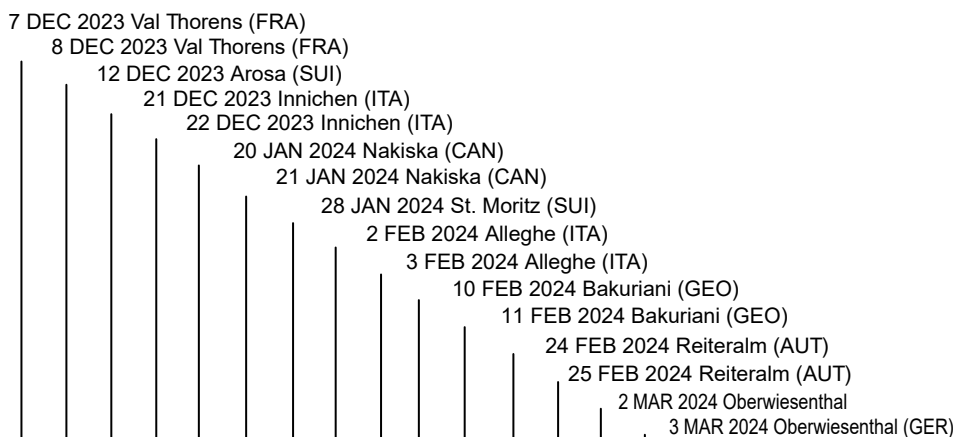 7 DEC 2023 Val Thorens (FRA)
8 DEC 2023 Val Thorens (FRA)
12 DEC 2023 Arosa (SUI)
21 DEC 2023 Innichen (ITA)
22 DEC 2023 Innichen (ITA)
20 JAN 2024 Nakiska (CAN)
21 JAN 2024 Nakiska (CAN)
28 JAN 2024 St. Moritz (SUI)
2 FEB 2024 Alleghe (ITA)
3 FEB 2024 Alleghe (ITA)
10 FEB 2024 Bakuriani (GEO)
11 FEB 2024 Bakuriani (GEO)
24 FEB 2024 Reiteralm (AUT)
25 FEB 2024 Reiteralm (AUT)
2 MAR 2024 Oberwiesenthal
3 MAR 2024 Oberwiesenthal (GER)